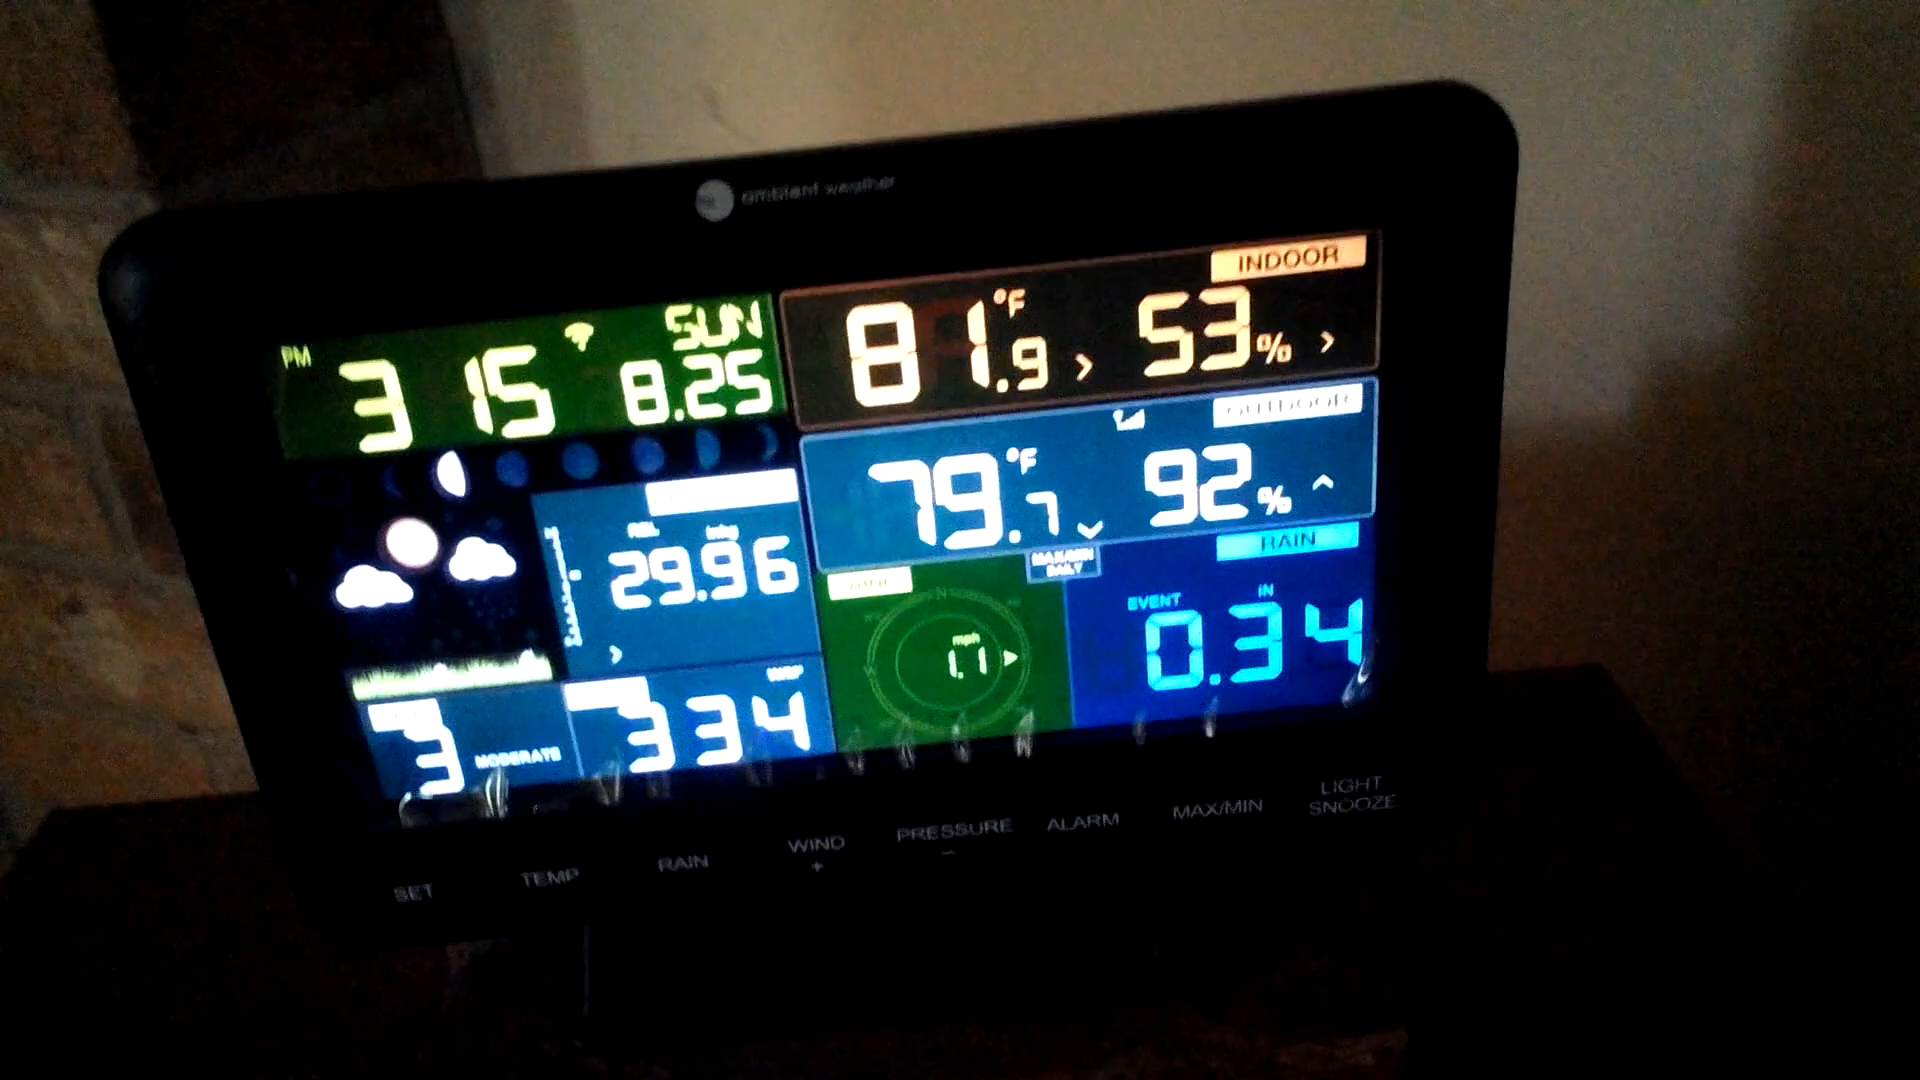 ambient weather
INDOOR
PM 3 15 SUN 8.25
81.9 °F 53%
OUTDOOR
79.7 °F 92%
REL inHg
29.96
MAX/MIN
DAILY
RAIN
N
mph
1.1
EVENT IN
0.34
3 MODERATE
334
LIGHT
SNOOZE
SET TEMP RAIN WIND PRESSURE ALARM MAX/MIN
+ −